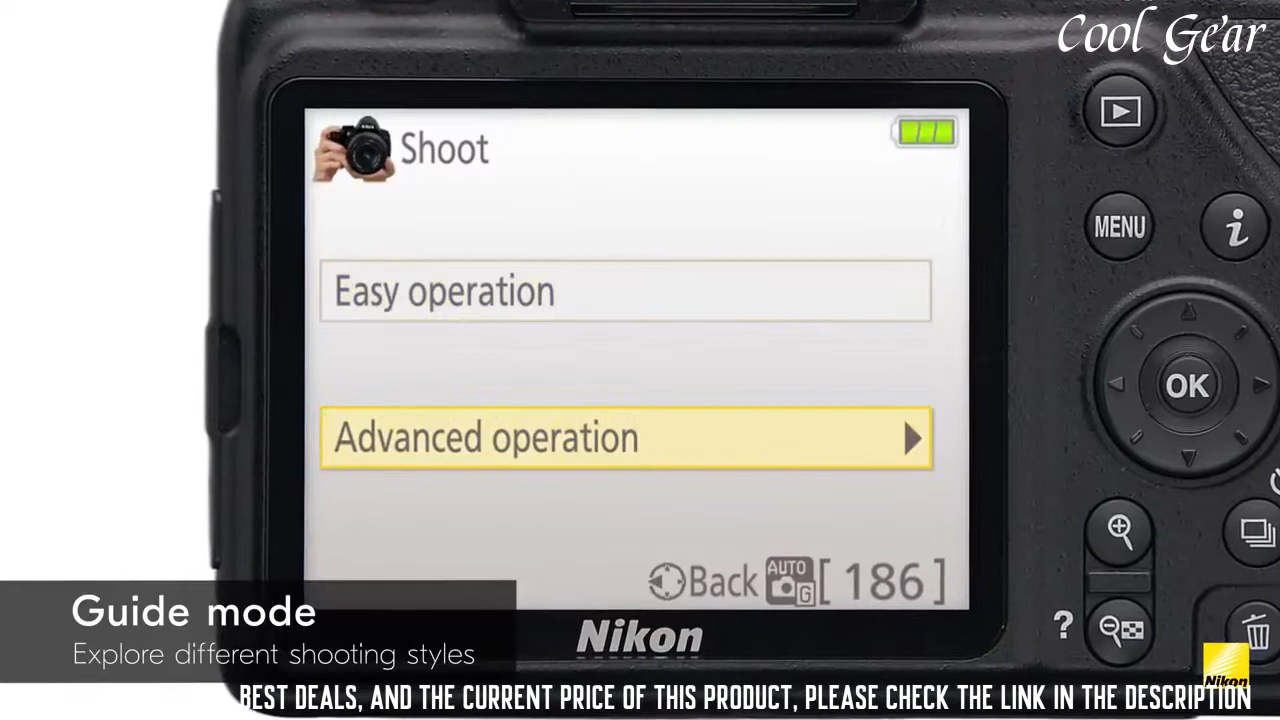 Cool Gear
Shoot
MENU
i
Easy operation
OK
Advanced operation
Back AUTO G [ 186 ]
?
Guide mode
Explore different shooting styles
Nikon
Nikon
BEST DEALS, AND THE CURRENT PRICE OF THIS PRODUCT, PLEASE CHECK THE LINK IN THE DESCRIPTION